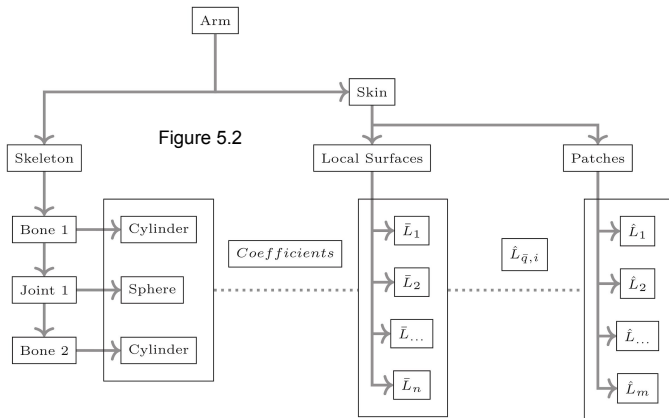 Arm
Skin
Figure 5.2
Skeleton
Local Surfaces
Patches
Bone 1
Cylinder
Coefficients
L̄₁
L̂_{q̄,i}
L̂₁
Joint 1
Sphere
L̄₂
L̂₂
Bone 2
Cylinder
L̄...
L̂...
L̄ₙ
L̂ₘ